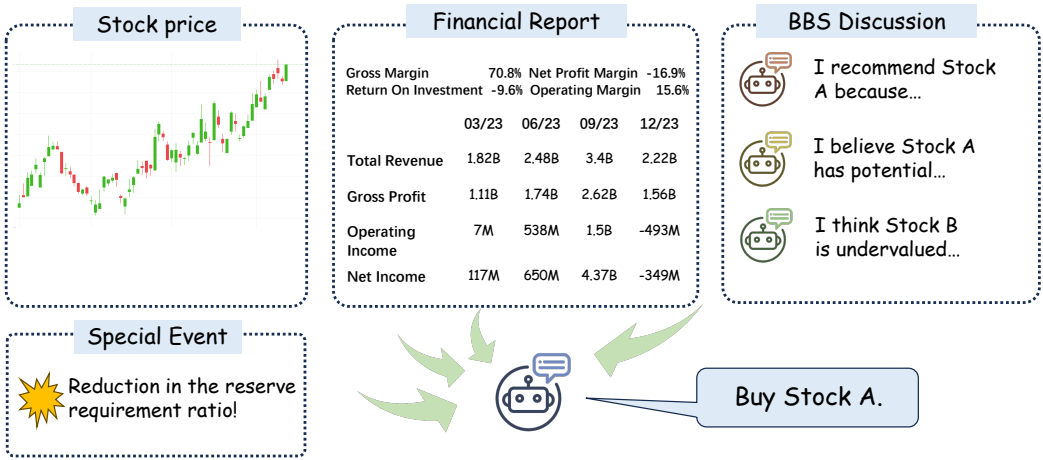 Stock price
Financial Report
BBS Discussion
Gross Margin 70.8% Net Profit Margin -16.9%
Return On Investment -9.6% Operating Margin 15.6%
03/23 06/23 09/23 12/23
Total Revenue 1.82B 2.48B 3.4B 2.22B
Gross Profit 1.11B 1.74B 2.62B 1.56B
Operating 7M 538M 1.5B -493M
Income
Net Income 117M 650M 4.37B -349M
I recommend Stock
A because...
I believe Stock A
has potential...
I think Stock B
is undervalued...
Special Event
Reduction in the reserve
requirement ratio!
Buy Stock A.